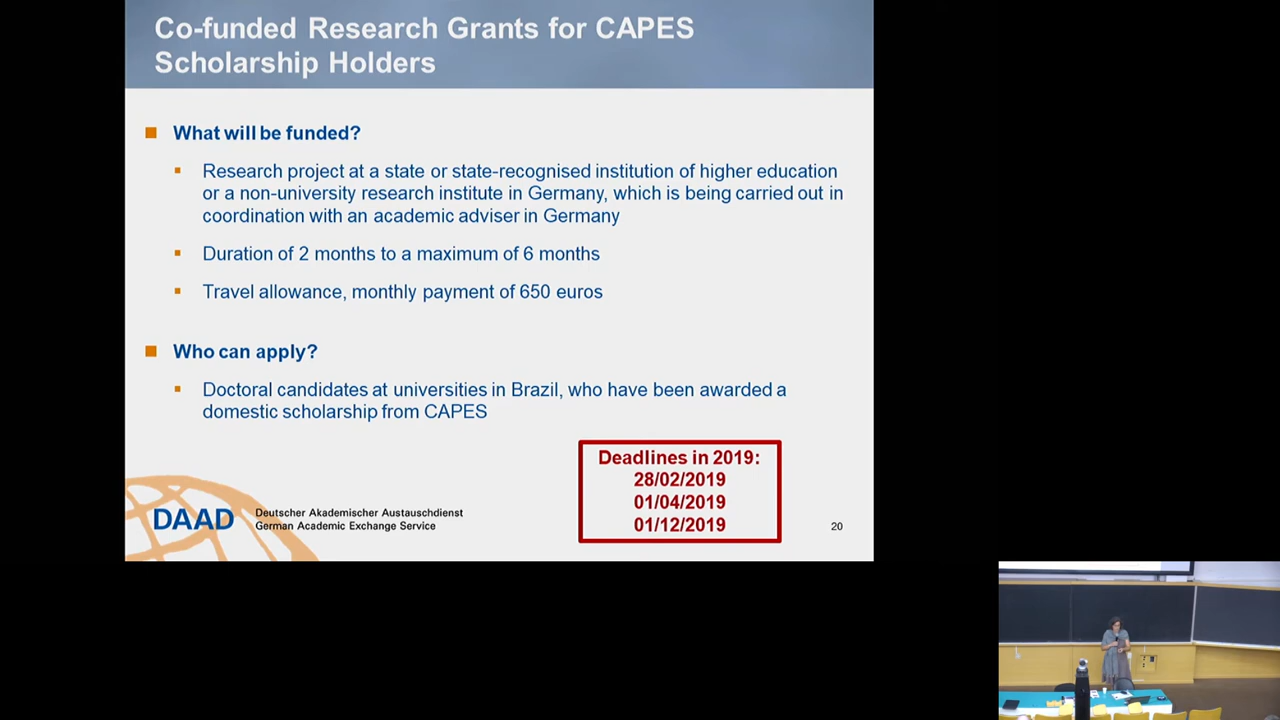 Co-funded Research Grants for CAPES
Scholarship Holders
What will be funded?
Research project at a state or state-recognised institution of higher education
or a non-university research institute in Germany, which is being carried out in
coordination with an academic adviser in Germany
Duration of 2 months to a maximum of 6 months
Travel allowance, monthly payment of 650 euros
Who can apply?
Doctoral candidates at universities in Brazil, who have been awarded a
domestic scholarship from CAPES
Deadlines in 2019:
28/02/2019
01/04/2019
01/12/2019
DAAD
Deutscher Akademischer Austauschdienst
German Academic Exchange Service
20